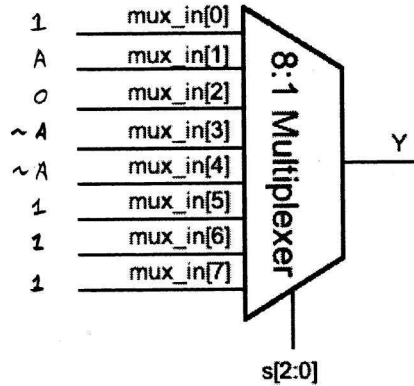 1 mux_in[0]
A mux_in[1]
0 mux_in[2]
~A mux_in[3]
~A mux_in[4]
1 mux_in[5]
1 mux_in[6]
1 mux_in[7]
8:1 Multiplexer
Y
s[2:0]